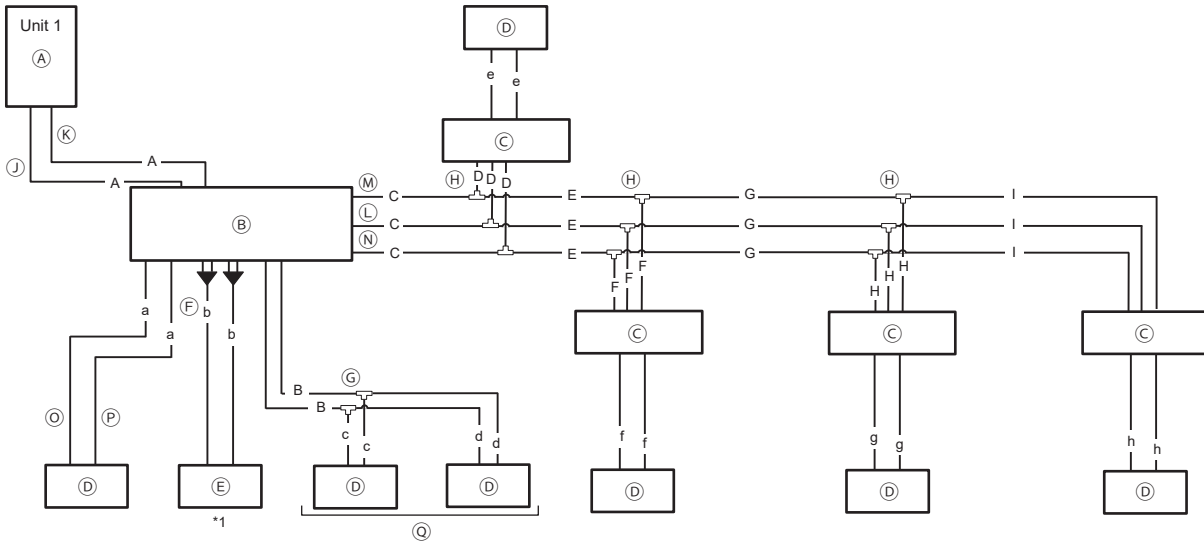 Unit 1
D
A
e e
K
C
J
A
D D D
H H H
M
A
C E G I
L
B
C E G I
N
C E G I
F F F
H H H
F
a b b
a
C C C
G
B
O P
B
f f
g g
h h
c c
d d
D E D D D D D
*1
Q